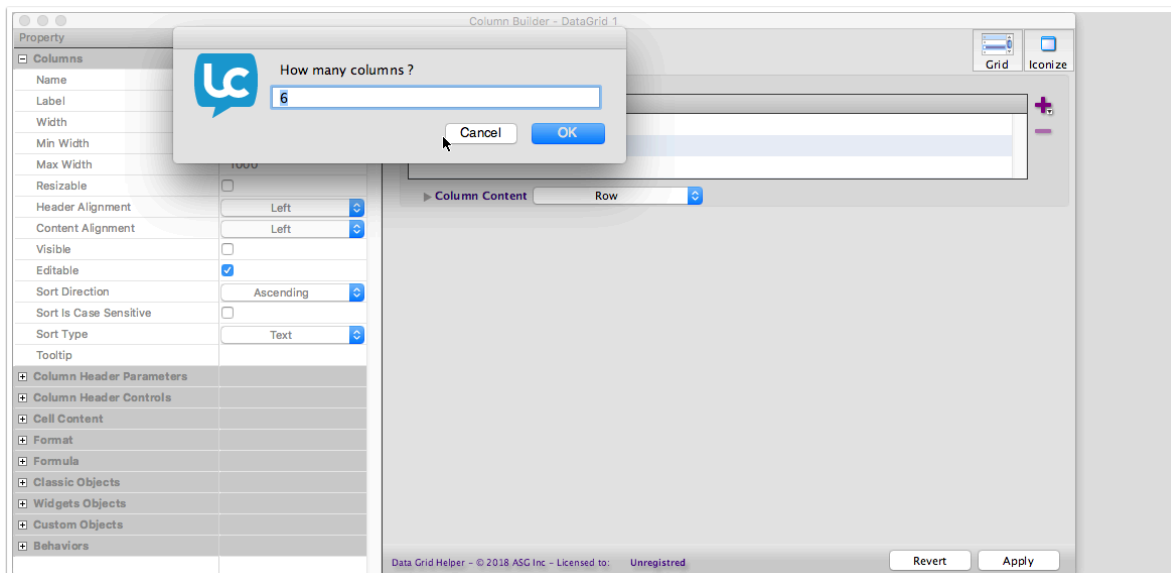 Column Builder - DataGrid 1
Property
Columns
Name
Label
Width
Min Width
Max Width 1000
Resizable
Header Alignment Left
Content Alignment Left
Visible
Editable
Sort Direction Ascending
Sort Is Case Sensitive
Sort Type Text
Tooltip
Column Header Parameters
Column Header Controls
Cell Content
Format
Formula
Classic Objects
Widgets Objects
Custom Objects
Behaviors
LC
How many columns ?
6
Cancel OK
Grid Iconize
Column Content Row
Data Grid Helper - © 2018 ASG Inc - Licensed to: Unregistred
Revert Apply